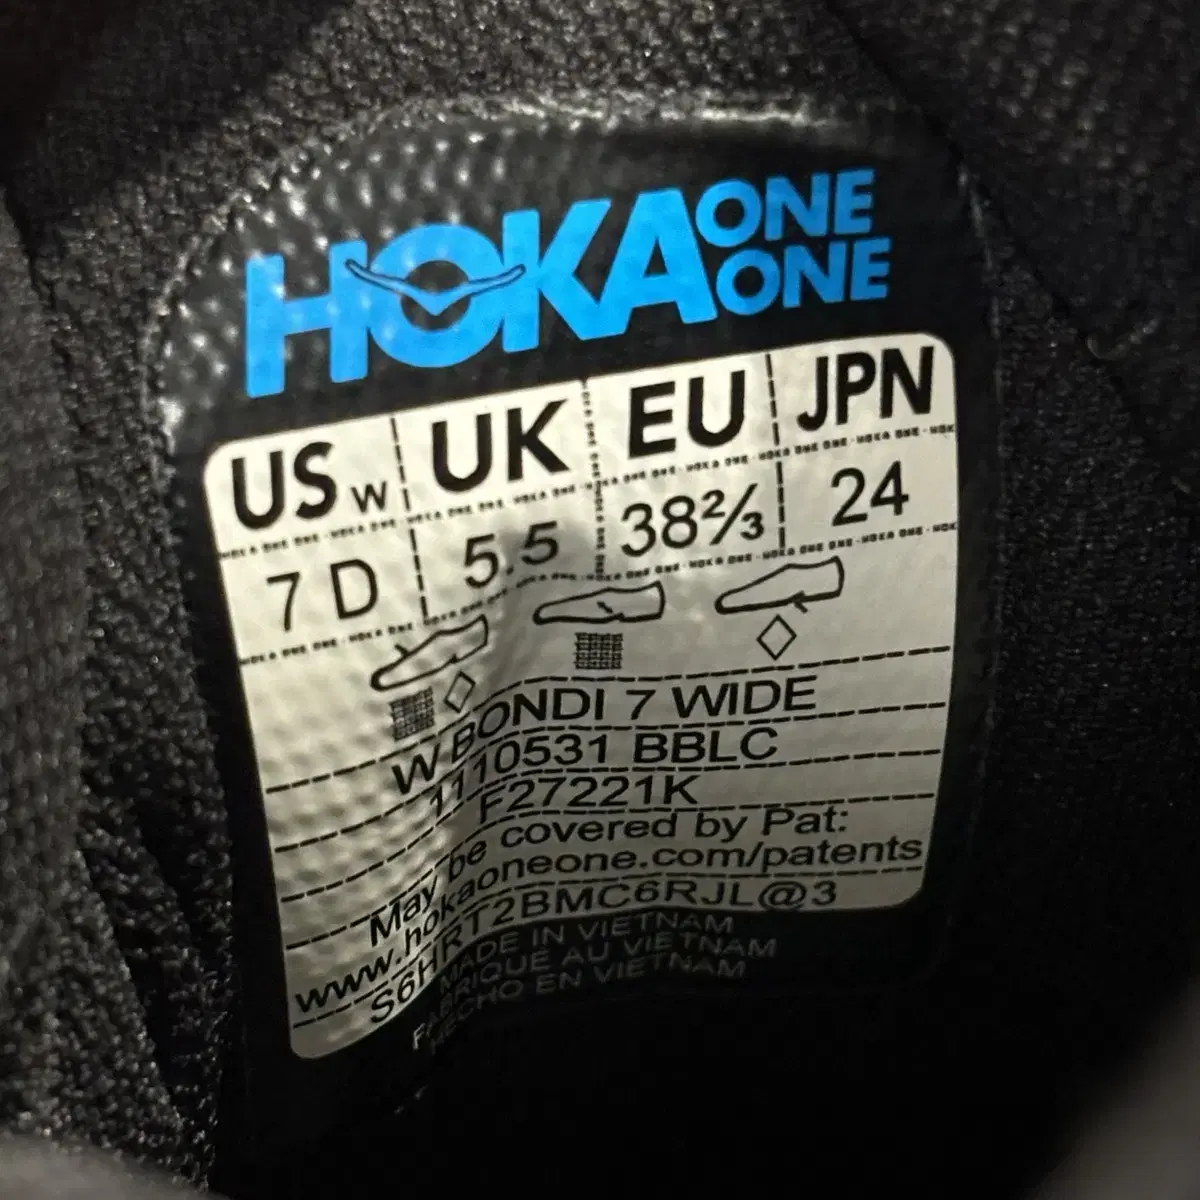 HOKA ONE ONE
US W UK EU JPN
7 D 5.5 38⅔ 24
W BONDI 7 WIDE
1110531 BBLC
F27221K
May be covered by Pat:
www.hokaoneone.com/patents
S6HRT2BMC6RJL@3
MADE IN VIETNAM
FABRIQUE AU VIETNAM
HECHO EN VIETNAM